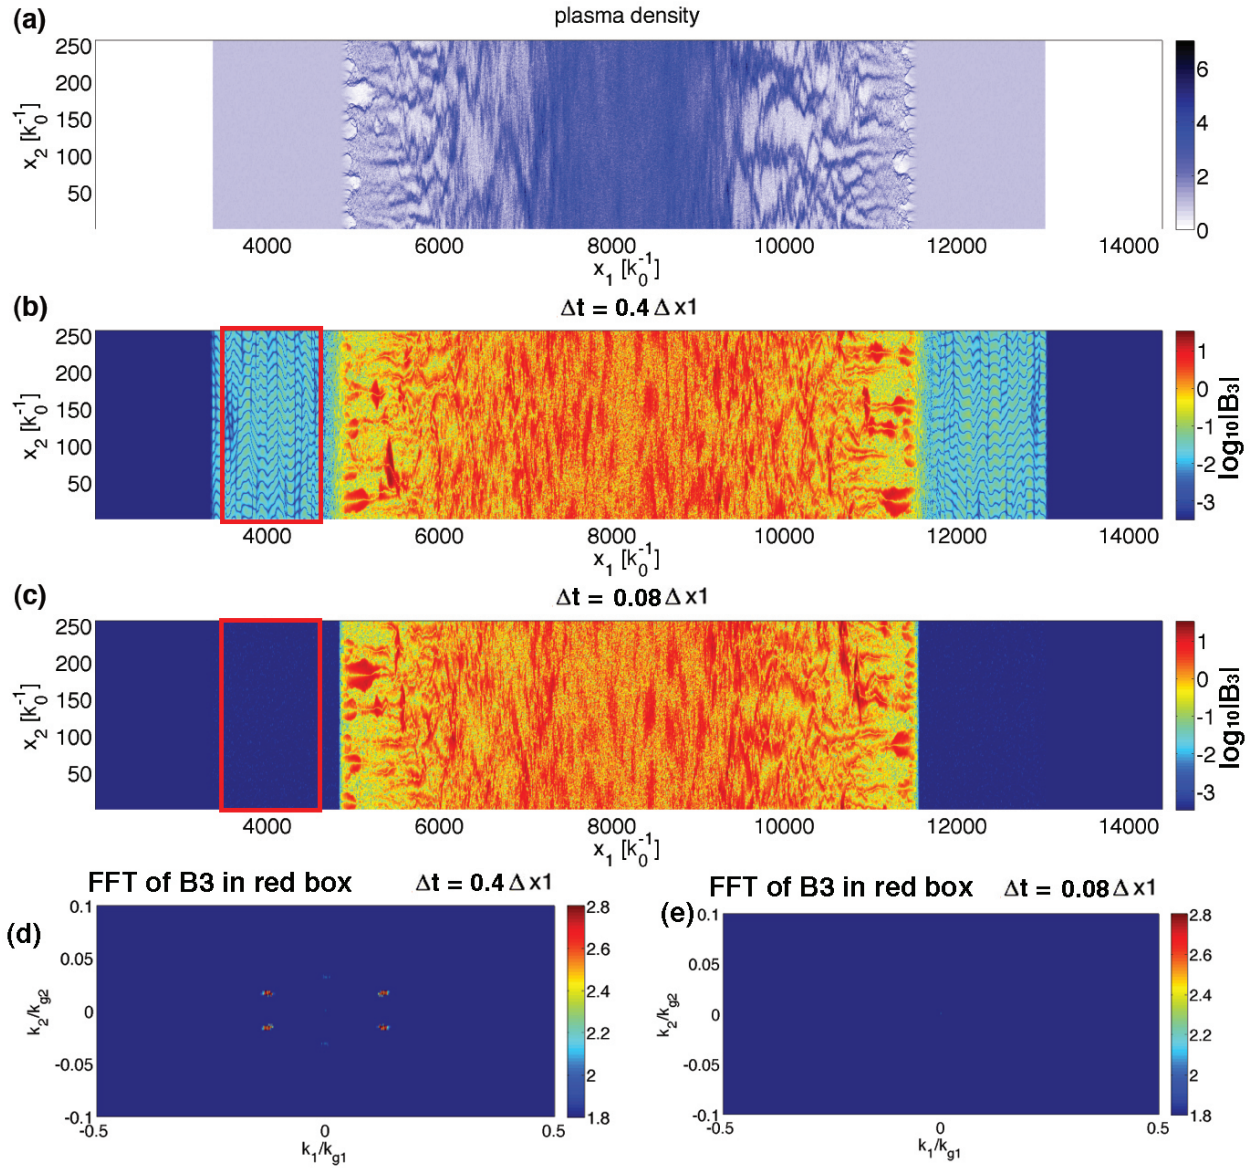 (a)
plasma density
250
200
150
100
50
x2 [k0^-1]
4000 6000 8000 10000 12000 14000
x1 [k0^-1]
6
4
2
0
(b)
Δt = 0.4 Δx1
250
200
150
100
50
x2 [k0^-1]
4000 6000 8000 10000 12000 14000
x1 [k0^-1]
1
0
-1
-2
-3
log10|B3|
(c)
Δt = 0.08 Δx1
250
200
150
100
50
x2 [k0^-1]
4000 6000 8000 10000 12000 14000
x1 [k0^-1]
1
0
-1
-2
-3
log10|B3|
FFT of B3 in red box Δt = 0.4 Δx1
(d)
0.1
0.05
0
-0.05
-0.1
k2/kg2
-0.5 0 0.5
k1/kg1
2.8
2.6
2.4
2.2
2
1.8
FFT of B3 in red box Δt = 0.08 Δx1
(e)
0.1
0.05
0
-0.05
-0.1
k2/kg2
-0.5 0 0.5
k1/kg1
2.8
2.6
2.4
2.2
2
1.8